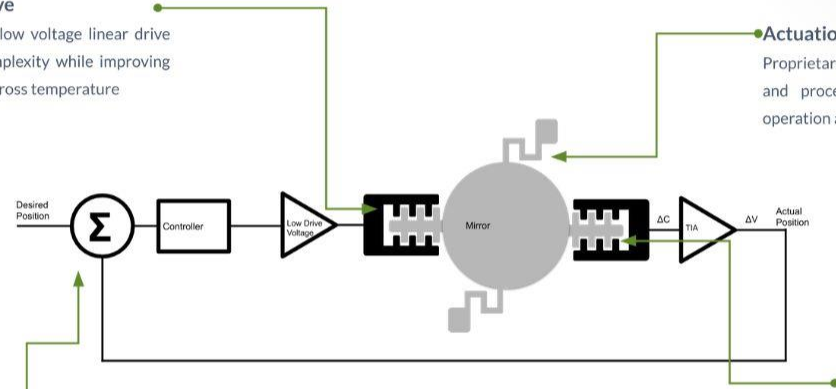 ve
low voltage linear drive
nplexity while improving
ross temperature
Actuatio
Proprietar
and proce
operation a
Desired
Position
Σ
Controller
Low Drive
Voltage
Mirror
ΔC
TIA
ΔV
Actual
Position